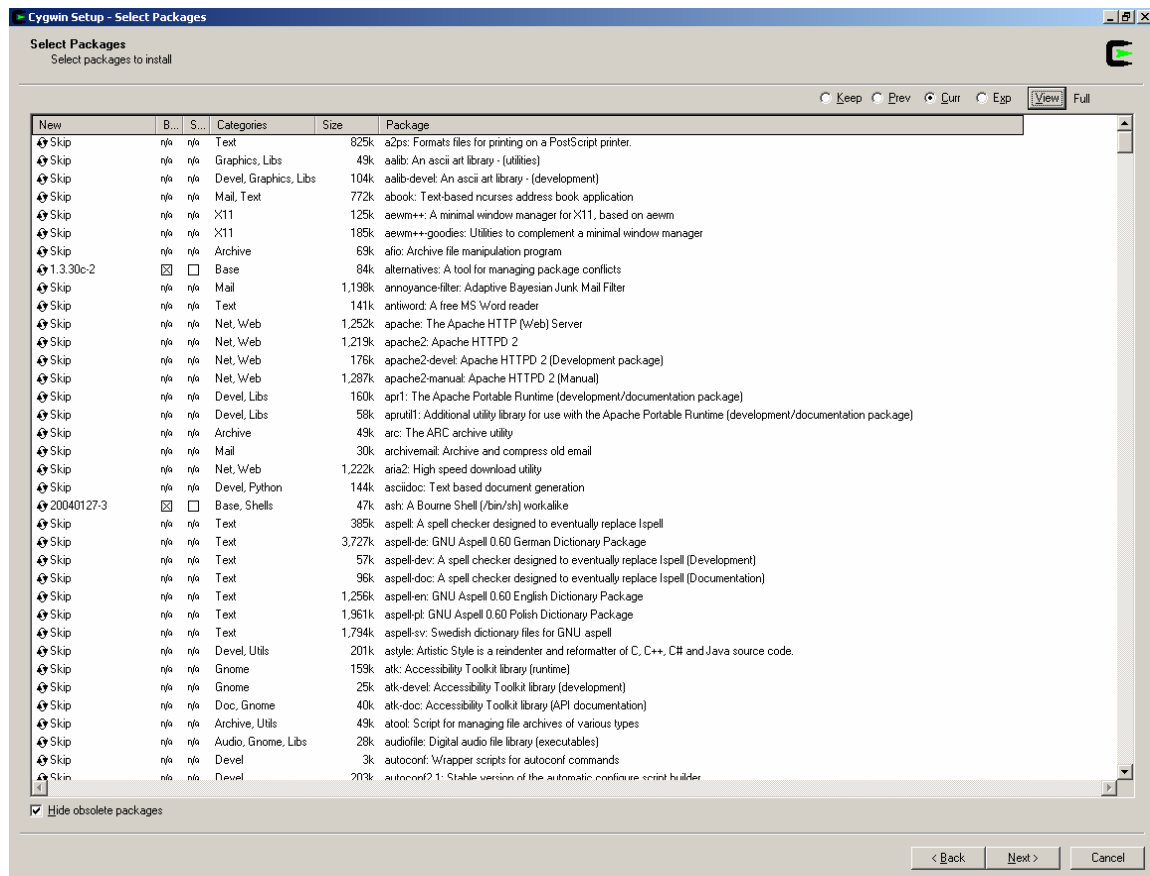 Cygwin Setup - Select Packages
Select Packages
Select packages to install
Keep Prev Curr Exp View Full
New B... S... Categories Size Package
Skip n/a n/a Text 825k a2ps: Formats files for printing on a PostScript printer.
Skip n/a n/a Graphics, Libs 49k aalib: An ascii art library - (utilities)
Skip n/a n/a Devel, Graphics, Libs 104k aalib-devel: An ascii art library - (development)
Skip n/a n/a Mail, Text 772k abook: Text-based ncurses address book application
Skip n/a n/a X11 125k aewm++: A minimal window manager for X11, based on aewm
Skip n/a n/a X11 185k aewm++-goodies: Utilities to complement a minimal window manager
Skip n/a n/a Archive 69k afio: Archive file manipulation program
1.3.30c-2 Base 84k alternatives: A tool for managing package conflicts
Skip n/a n/a Mail 1,198k annoyance-filter: Adaptive Bayesian Junk Mail Filter
Skip n/a n/a Text 141k antiword: A free MS Word reader
Skip n/a n/a Net, Web 1,252k apache: The Apache HTTP (Web) Server
Skip n/a n/a Net, Web 1,219k apache2: Apache HTTPD 2
Skip n/a n/a Net, Web 176k apache2-devel: Apache HTTPD 2 (Development package)
Skip n/a n/a Net, Web 1,287k apache2-manual: Apache HTTPD 2 (Manual)
Skip n/a n/a Devel, Libs 160k apr1: The Apache Portable Runtime (development/documentation package)
Skip n/a n/a Devel, Libs 58k aprutil1: Additional utility library for use with the Apache Portable Runtime (development/documentation package)
Skip n/a n/a Archive 49k arc: The ARC archive utility
Skip n/a n/a Mail 30k archivemail: Archive and compress old email
Skip n/a n/a Net, Web 1,222k aria2: High speed download utility
Skip n/a n/a Devel, Python 144k asciidoc: Text based document generation
20040127-3 Base, Shells 47k ash: A Bourne Shell (/bin/sh) workalike
Skip n/a n/a Text 385k aspell: A spell checker designed to eventually replace Ispell
Skip n/a n/a Text 3,727k aspell-de: GNU Aspell 0.60 German Dictionary Package
Skip n/a n/a Text 57k aspell-dev: A spell checker designed to eventually replace Ispell (Development)
Skip n/a n/a Text 96k aspell-doc: A spell checker designed to eventually replace Ispell (Documentation)
Skip n/a n/a Text 1,256k aspell-en: GNU Aspell 0.60 English Dictionary Package
Skip n/a n/a Text 1,961k aspell-pl: GNU Aspell 0.60 Polish Dictionary Package
Skip n/a n/a Text 1,794k aspell-sv: Swedish dictionary files for GNU aspell
Skip n/a n/a Devel, Utils 201k astyle: Artistic Style is a reindenter and reformatter of C, C++, C# and Java source code.
Skip n/a n/a Gnome 159k atk: Accessibility Toolkit library (runtime)
Skip n/a n/a Gnome 25k atk-devel: Accessibility Toolkit library (development)
Skip n/a n/a Doc, Gnome 40k atk-doc: Accessibility Toolkit library (API documentation)
Skip n/a n/a Archive, Utils 49k atool: Script for managing file archives of various types
Skip n/a n/a Audio, Gnome, Libs 28k audiofile: Digital audio file library (executables)
Skip n/a n/a Devel 3k autoconf: Wrapper scripts for autoconf commands
Skip n/a n/a Devel 203k autoconf2.1: Stable version of the automatic configure script builder
Hide obsolete packages
< Back Next > Cancel